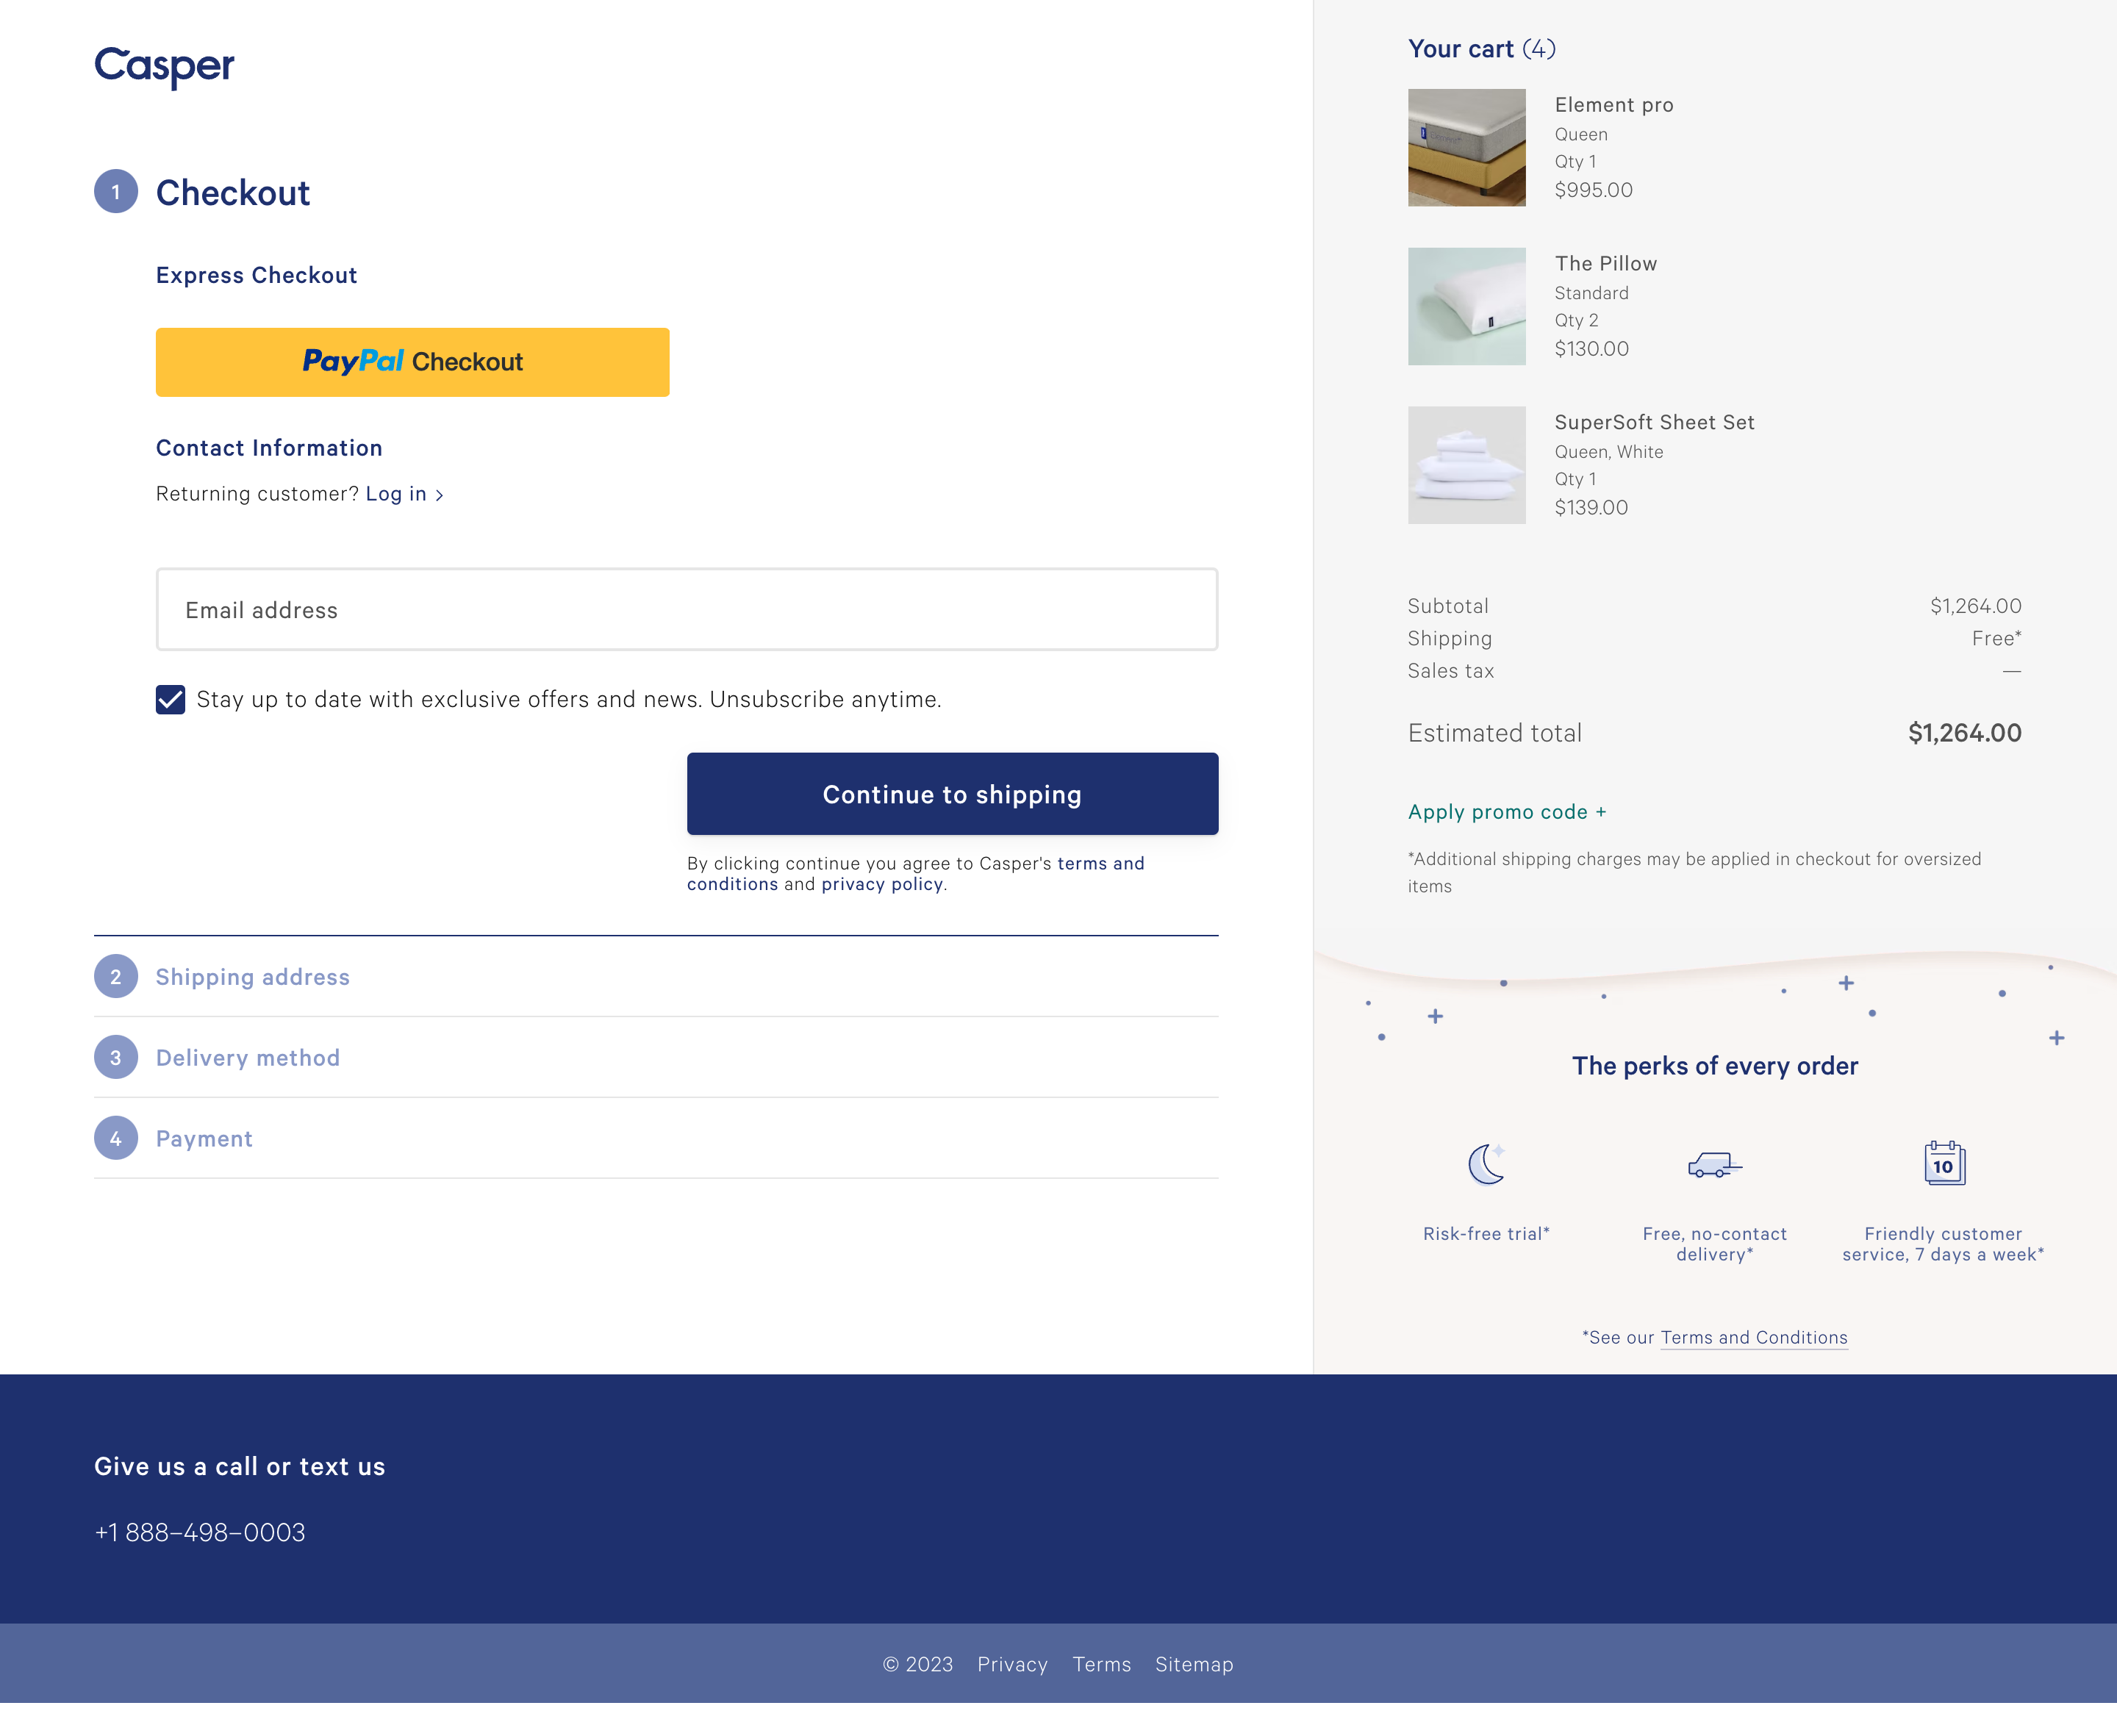 Casper
1 Checkout
Express Checkout
PayPal Checkout
Contact Information
Returning customer? Log in >
Email address
Stay up to date with exclusive offers and news. Unsubscribe anytime.
Continue to shipping
By clicking continue you agree to Casper's terms and
conditions and privacy policy.
2 Shipping address
3 Delivery method
4 Payment
Your cart (4)
Element pro
Queen
Qty 1
$995.00
The Pillow
Standard
Qty 2
$130.00
SuperSoft Sheet Set
Queen, White
Qty 1
$139.00
Subtotal $1,264.00
Shipping Free*
Sales tax —
Estimated total $1,264.00
Apply promo code +
*Additional shipping charges may be applied in checkout for oversized
items
The perks of every order
10
Risk-free trial*
Free, no-contact
delivery*
Friendly customer
service, 7 days a week*
*See our Terms and Conditions
Give us a call or text us
+1 888–498–0003
© 2023 Privacy Terms Sitemap